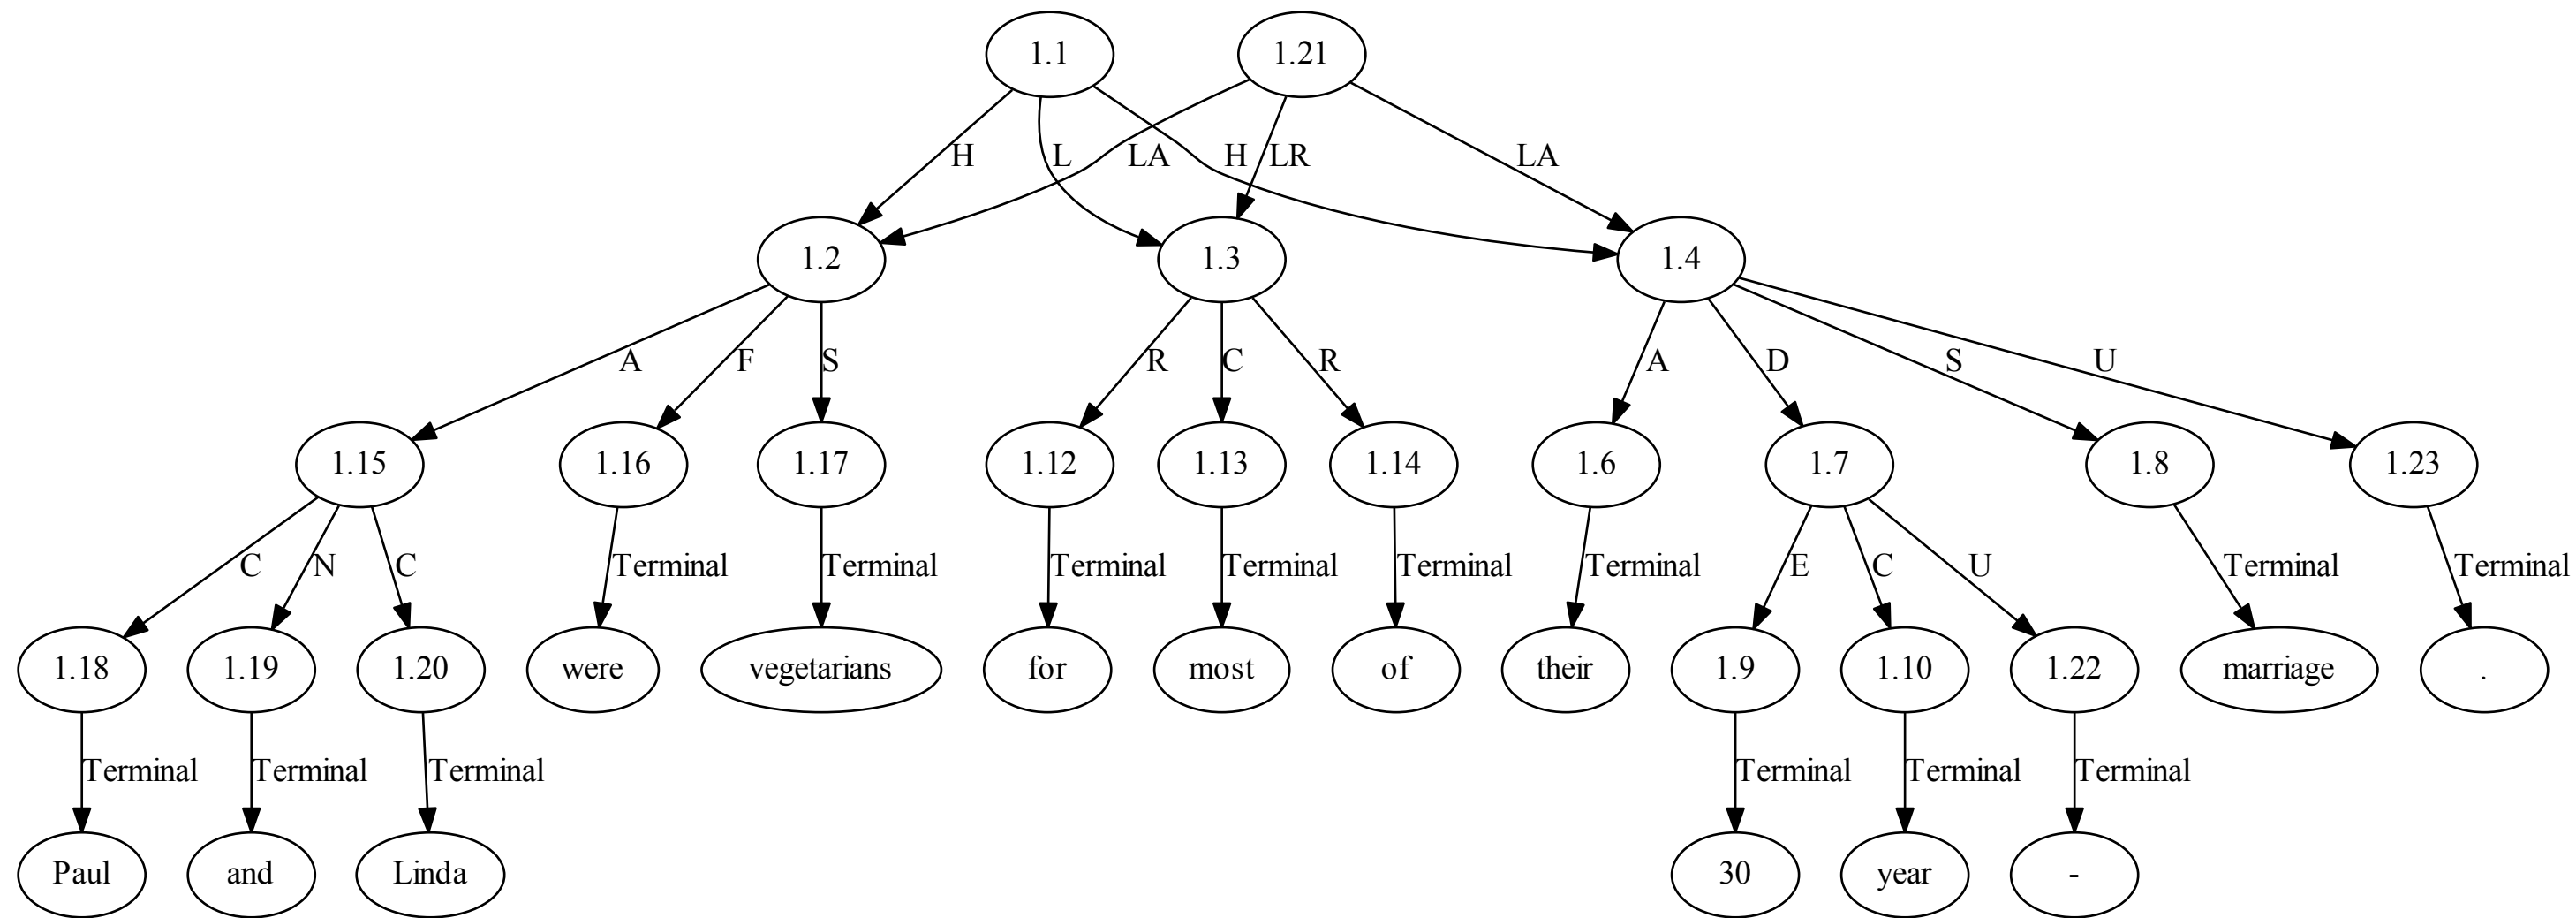 1.1 1.21
H L LA H LR LA
1.2 1.3 1.4
A F S R C R A D S U
1.15 1.16 1.17 1.12 1.13 1.14 1.6 1.7 1.8 1.23
C N C Terminal Terminal Terminal Terminal Terminal Terminal E C U Terminal Terminal
1.18 1.19 1.20 were vegetarians for most of their 1.9 1.10 1.22 marriage .
Terminal Terminal Terminal Terminal Terminal Terminal
Paul and Linda 30 year -